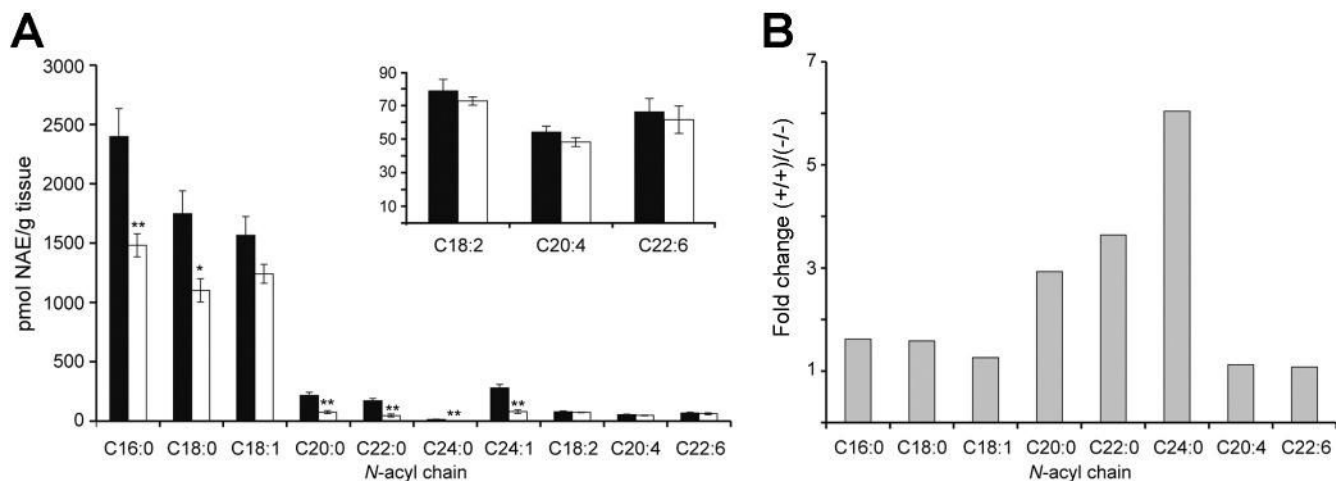 A
pmol NAE/g tissue
3000
2500
2000
1500
1000
500
0
**
*
**
**
**
**
C16:0 C18:0 C18:1 C20:0 C22:0 C24:0 C24:1 C18:2 C20:4 C22:6
N-acyl chain
90
70
50
30
10
C18:2 C20:4 C22:6
B
Fold change (+/+)/(-/-)
7
5
3
1
C16:0 C18:0 C18:1 C20:0 C22:0 C24:0 C20:4 C22:6
N-acyl chain